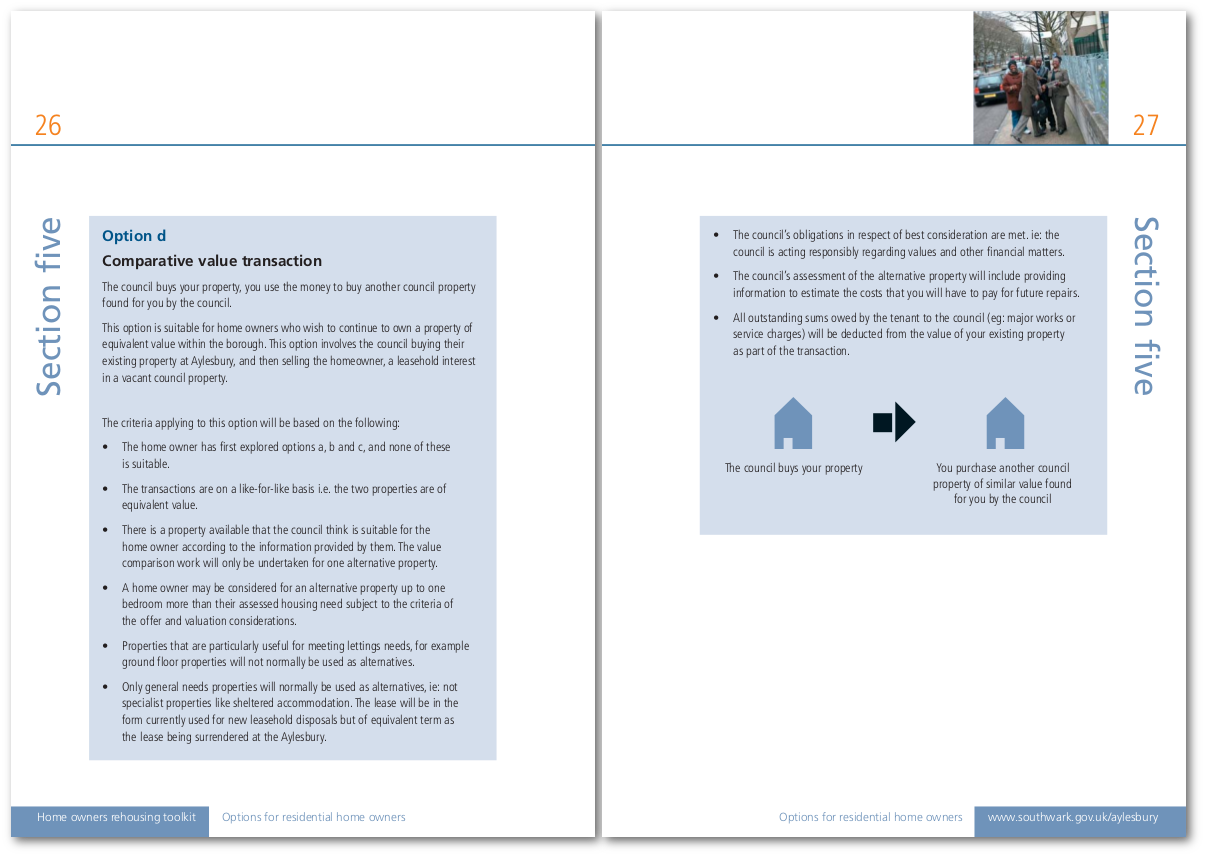 26
Section five
Option d
Comparative value transaction
The council buys your property, you use the money to buy another council property
found for you by the council.
This option is suitable for home owners who wish to continue to own a property of
equivalent value within the borough. This option involves the council buying their
existing property at Aylesbury, and then selling the homeowner, a leasehold interest
in a vacant council property.
The criteria applying to this option will be based on the following:
• The home owner has first explored options a, b and c, and none of these
is suitable.
• The transactions are on a like-for-like basis i.e. the two properties are of
equivalent value.
• There is a property available that the council think is suitable for the
home owner according to the information provided by them. The value
comparison work will only be undertaken for one alternative property.
• A home owner may be considered for an alternative property up to one
bedroom more than their assessed housing need subject to the criteria of
the offer and valuation considerations.
• Properties that are particularly useful for meeting lettings needs, for example
ground floor properties will not normally be used as alternatives.
• Only general needs properties will normally be used as alternatives, ie: not
specialist properties like sheltered accommodation. The lease will be in the
form currently used for new leasehold disposals but of equivalent term as
the lease being surrendered at the Aylesbury.
Home owners rehousing toolkit
Options for residential home owners
27
Section five
• The council's obligations in respect of best consideration are met. ie: the
council is acting responsibly regarding values and other financial matters.
• The council's assessment of the alternative property will include providing
information to estimate the costs that you will have to pay for future repairs.
• All outstanding sums owed by the tenant to the council (eg: major works or
service charges) will be deducted from the value of your existing property
as part of the transaction.
The council buys your property
You purchase another council
property of similar value found
for you by the council
Options for residential home owners
www.southwark.gov.uk/aylesbury